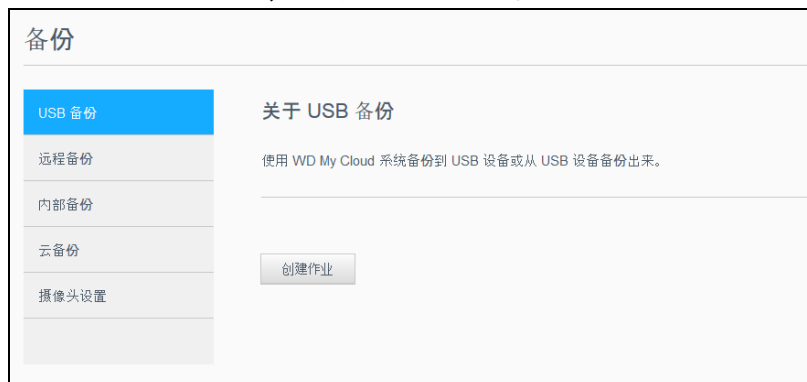 备份
USB 备份
远程备份
内部备份
云备份
摄像头设置
关于 USB 备份
使用 WD My Cloud 系统备份到 USB 设备或从 USB 设备备份出来。
创建作业